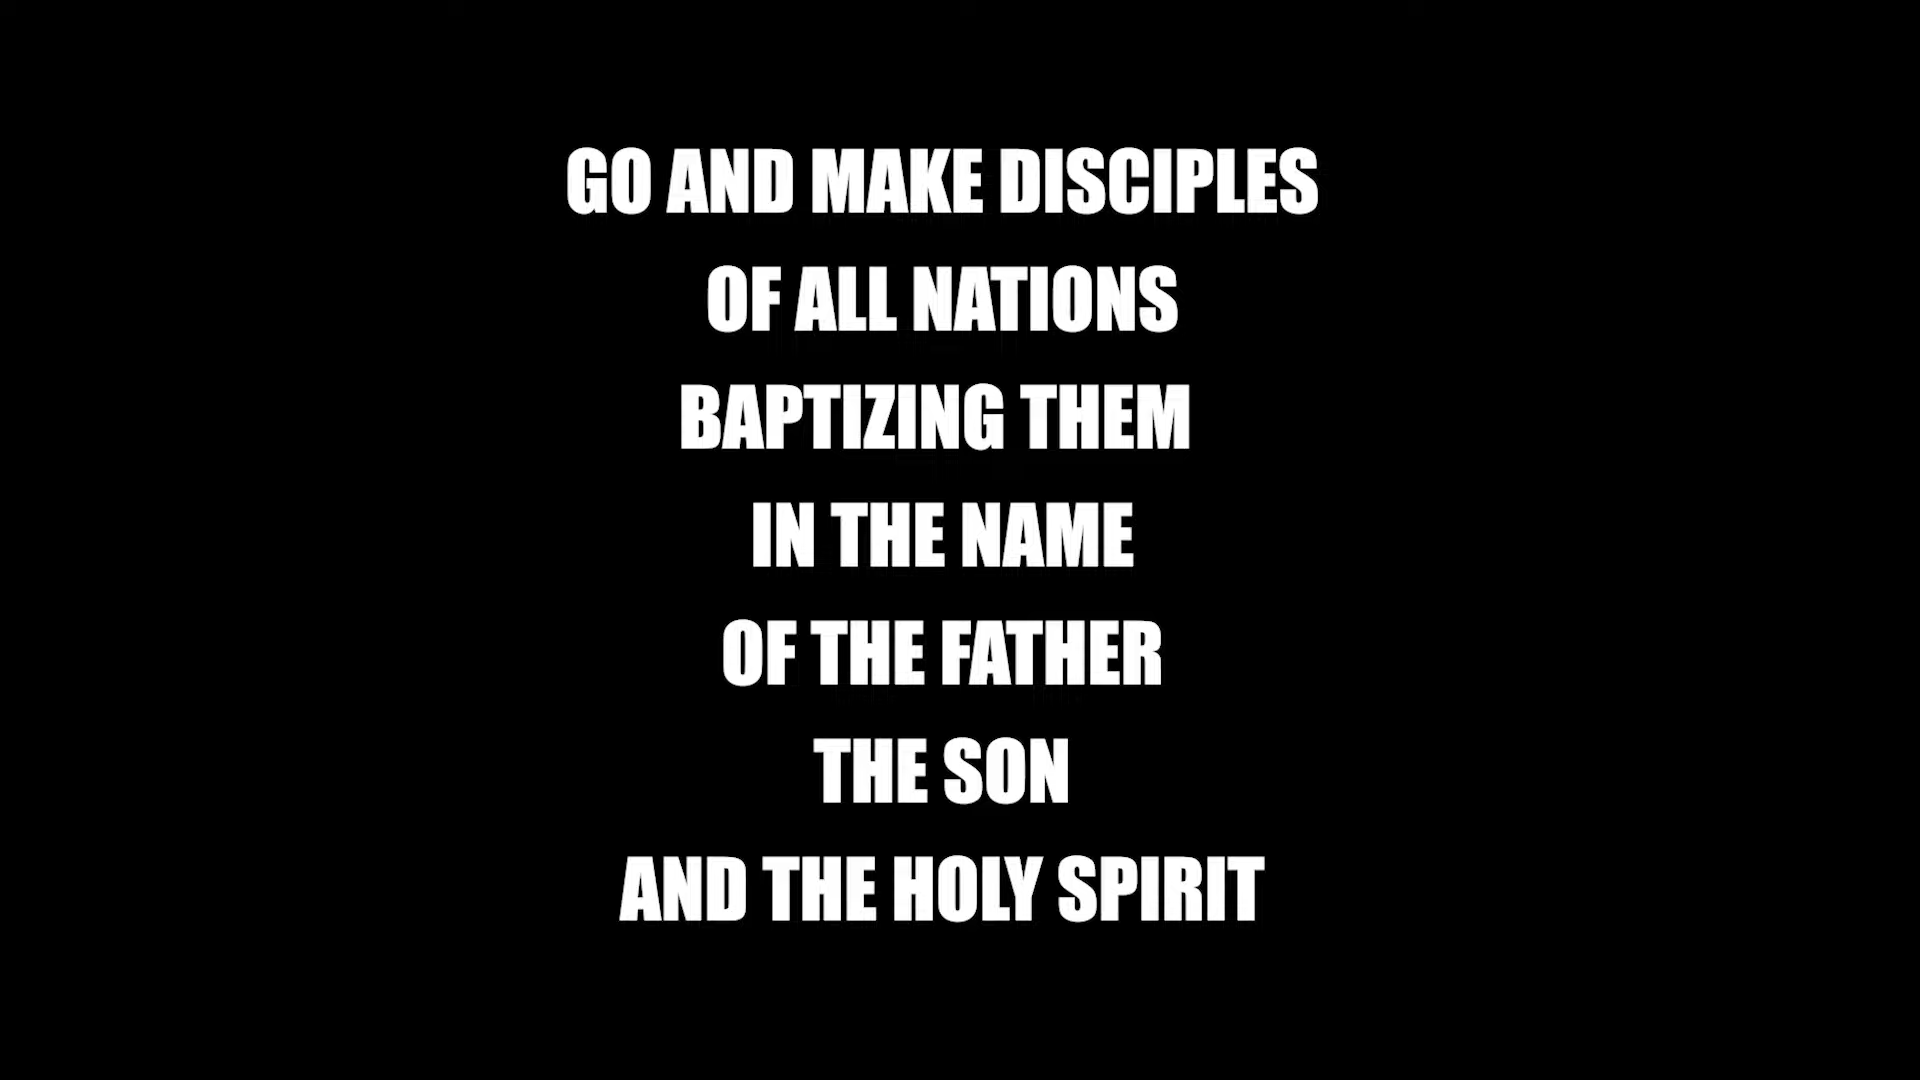 GO AND MAKE DISCIPLES
OF ALL NATIONS
BAPTIZING THEM
IN THE NAME
OF THE FATHER
THE SON
AND THE HOLY SPIRIT